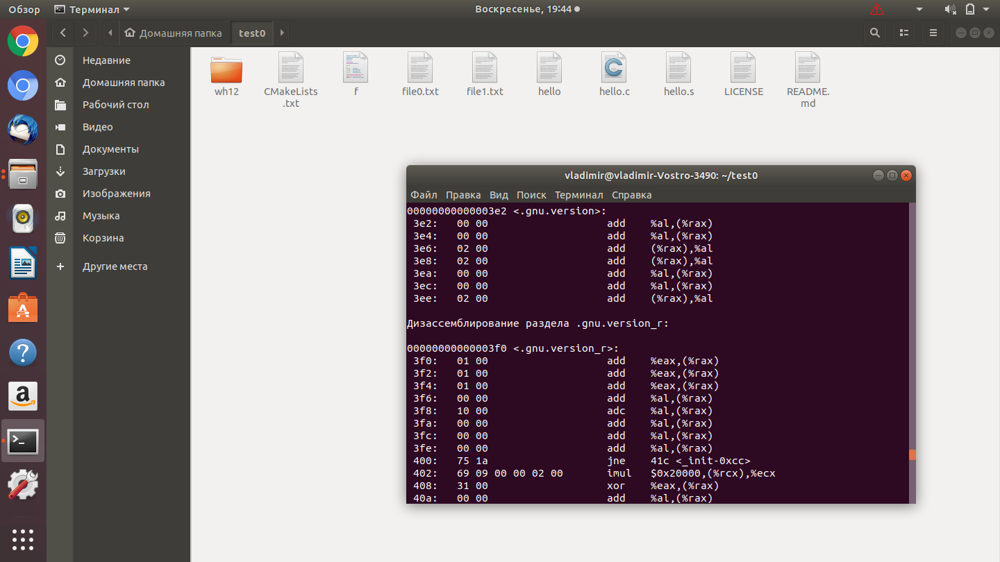 Обзор Терминал Воскресенье, 19:44
Домашняя папка test0
Недавние
Домашняя папка
Рабочий стол
Видео
Документы
Загрузки
Изображения
Музыка
Корзина
Другие места
wh12
CMakeLists
.txt
f
file0.txt
file1.txt
hello
hello.c
hello.s
LICENSE
README.
md
vladimir@vladimir-Vostro-3490: ~/test0
Файл Правка Вид Поиск Терминал Справка
00000000000003e2 <.gnu.version>:
3e2: 00 00 add %al,(%rax)
3e4: 00 00 add %al,(%rax)
3e6: 02 00 add (%rax),%al
3e8: 02 00 add (%rax),%al
3ea: 00 00 add %al,(%rax)
3ec: 00 00 add %al,(%rax)
3ee: 02 00 add (%rax),%al
Дизассемблирование раздела .gnu.version_r:
00000000000003f0 <.gnu.version_r>:
3f0: 01 00 add %eax,(%rax)
3f2: 01 00 add %eax,(%rax)
3f4: 01 00 add %eax,(%rax)
3f6: 00 00 add %al,(%rax)
3f8: 10 00 adc %al,(%rax)
3fa: 00 00 add %al,(%rax)
3fc: 00 00 add %al,(%rax)
3fe: 00 00 add %al,(%rax)
400: 75 1a jne 41c <_init-0xcc>
402: 69 09 00 00 02 00 imul $0x20000,(%rcx),%ecx
408: 31 00 xor %eax,(%rax)
40a: 00 00 add %al,(%rax)